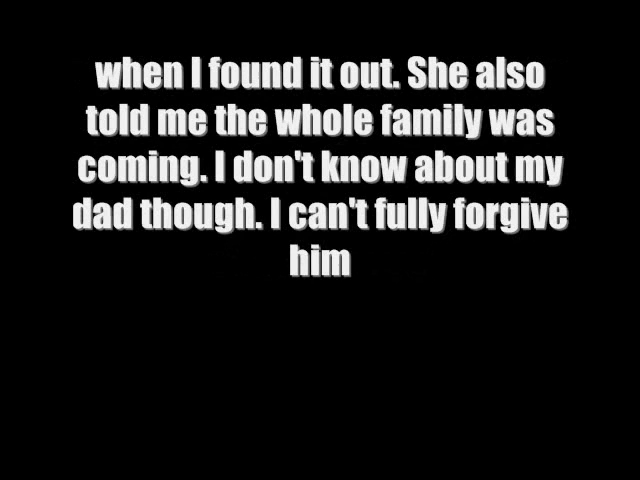 when I found it out. She also
told me the whole family was
coming. I don't know about my
dad though. I can't fully forgive
him